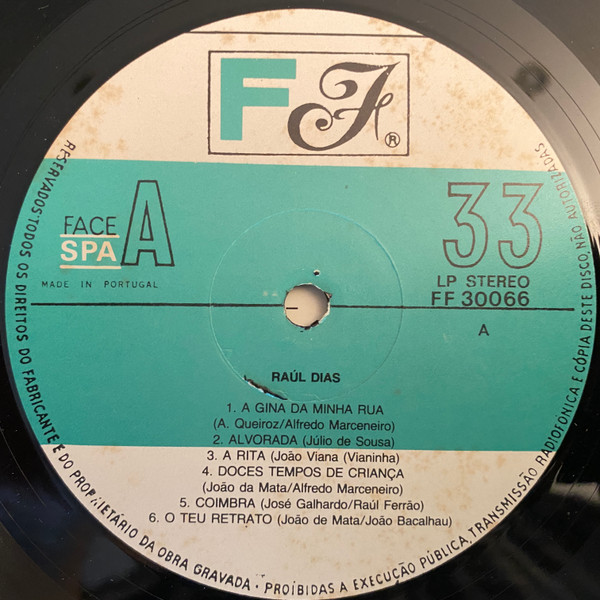 F F ®
FACE A
SPA
33
MADE IN PORTUGAL
LP STEREO
FF 30066
A
RAÚL DIAS
1. A GINA DA MINHA RUA
(A. Queiroz/Alfredo Marceneiro)
2. ALVORADA (Júlio de Sousa)
3. A RITA (João Viana (Vianinha)
4. DOCES TEMPOS DE CRIANÇA
(João da Mata/Alfredo Marceneiro)
5. COIMBRA (José Galhardo/Raúl Ferrão)
6. O TEU RETRATO (João de Mata/João Bacalhau)
RESERVADOS TODOS OS DIREITOS DO FABRICANTE E DO PROPRIETÁRIO DA OBRA GRAVADA · PROÍBIDAS A EXECUÇÃO PÚBLICA, TRANSMISSÃO RADIOFÓNICA E CÓPIA DESTE DISCO, NÃO AUTORIZADAS